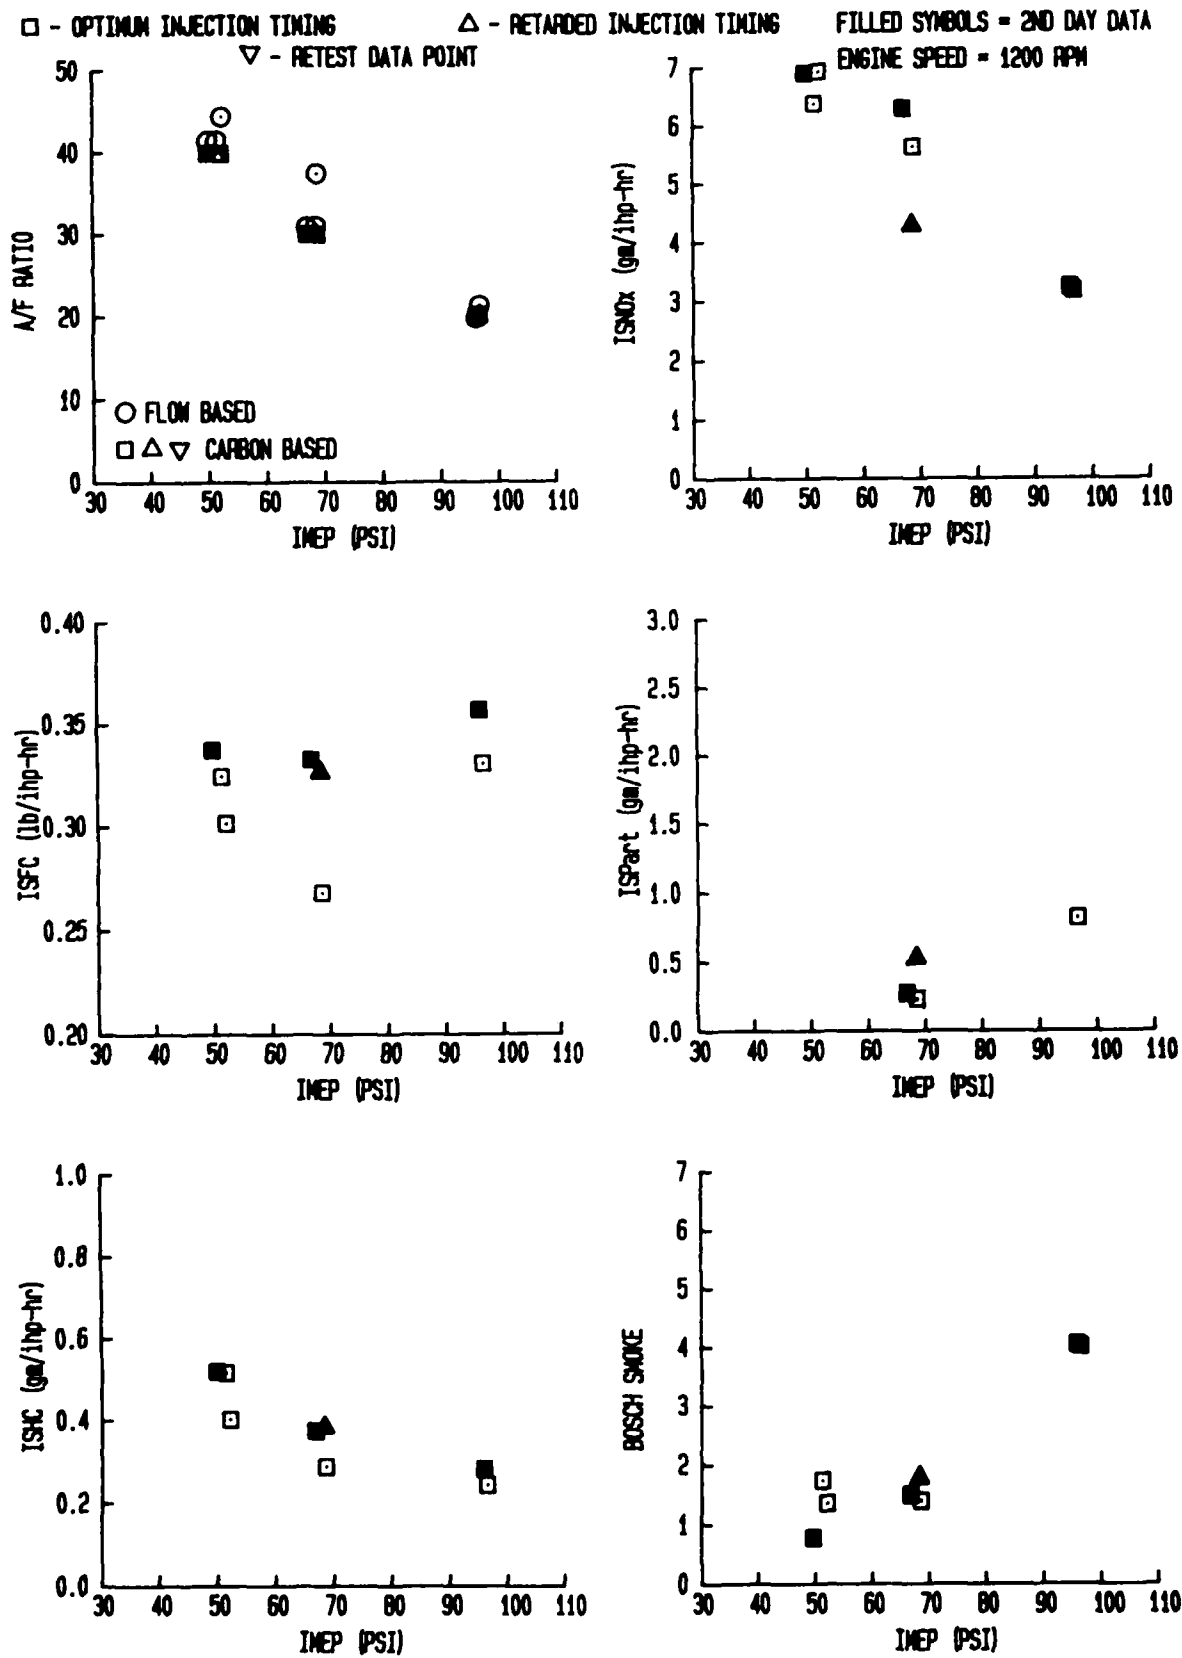 □ - OPTIMUM INJECTION TIMING △ - RETARDED INJECTION TIMING FILLED SYMBOLS = 2ND DAY DATA
▽ - RETEST DATA POINT ENGINE SPEED = 1200 RPM
50
40
30
20
10
0
A/F RATIO
○ FLOW BASED
□ △ ▽ CARBON BASED
30 40 50 60 70 80 90 100 110
IMEP (PSI)
7
6
5
4
3
2
1
0
ISNOx (gm/ihp-hr)
30 40 50 60 70 80 90 100 110
IMEP (PSI)
0.40
0.35
0.30
0.25
0.20
ISFC (lb/ihp-hr)
30 40 50 60 70 80 90 100 110
IMEP (PSI)
3.0
2.5
2.0
1.5
1.0
0.5
0.0
ISPart (gm/ihp-hr)
30 40 50 60 70 80 90 100 110
IMEP (PSI)
1.0
0.8
0.6
0.4
0.2
0.0
ISHC (gm/ihp-hr)
30 40 50 60 70 80 90 100 110
IMEP (PSI)
7
6
5
4
3
2
1
0
BOSCH SMOKE
30 40 50 60 70 80 90 100 110
IMEP (PSI)